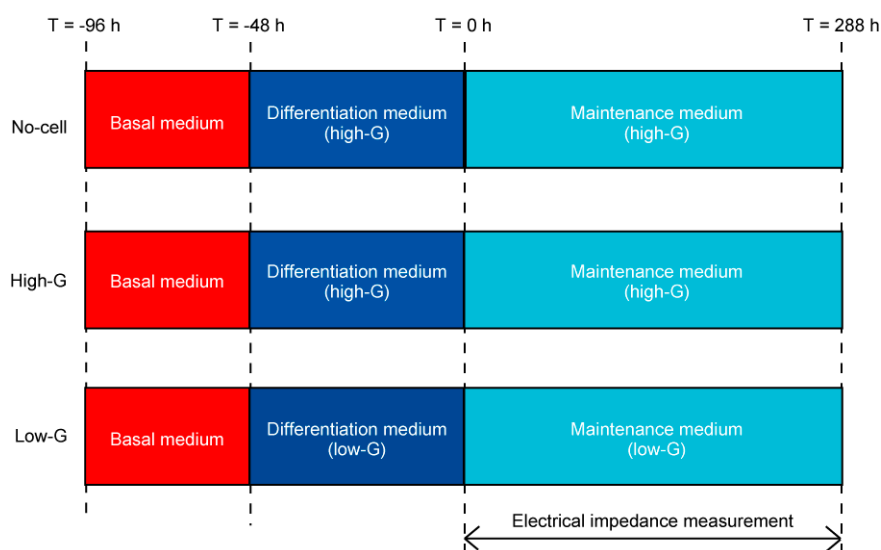 T = -96 h
T = -48 h
T = 0 h
T = 288 h
No-cell
Basal medium
Differentiation medium
(high-G)
Maintenance medium
(high-G)
High-G
Basal medium
Differentiation medium
(high-G)
Maintenance medium
(high-G)
Low-G
Basal medium
Differentiation medium
(low-G)
Maintenance medium
(low-G)
Electrical impedance measurement